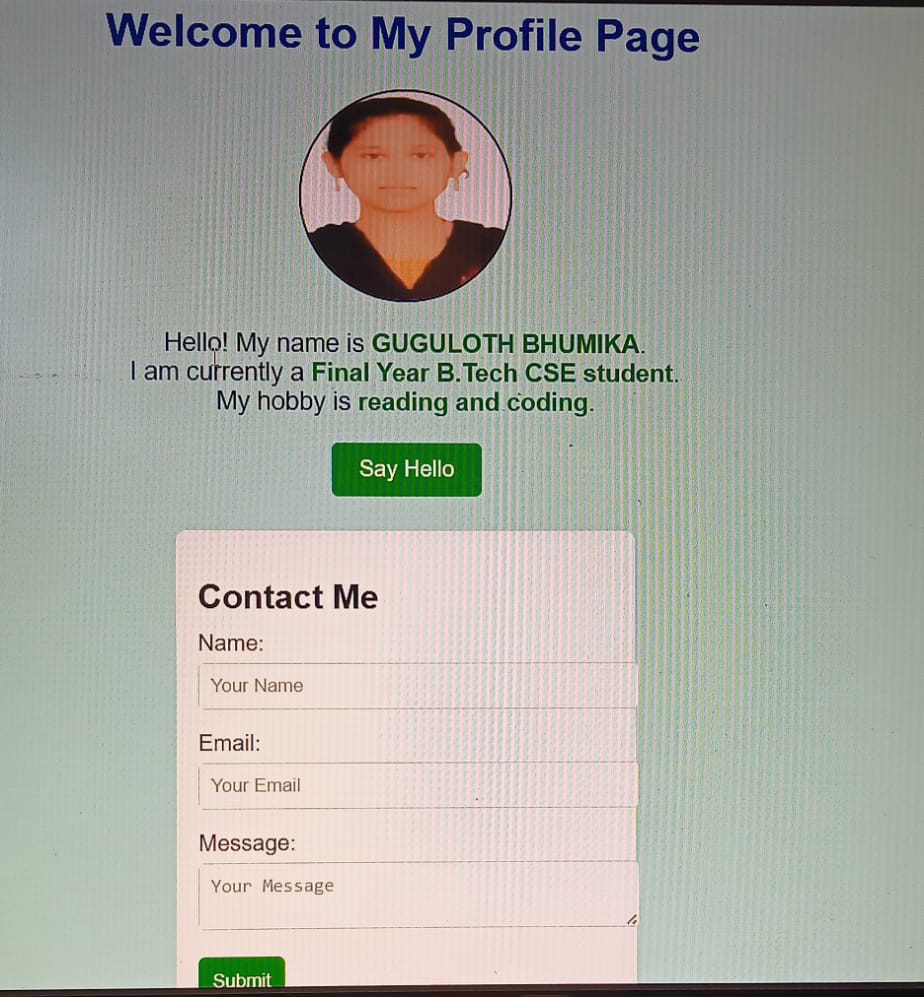 Welcome to My Profile Page
Hello! My name is GUGULOTH BHUMIKA.
I am currently a Final Year B.Tech CSE student.
My hobby is reading and coding.
Say Hello
Contact Me
Name:
Your Name
Email:
Your Email
Message:
Your Message
Submit